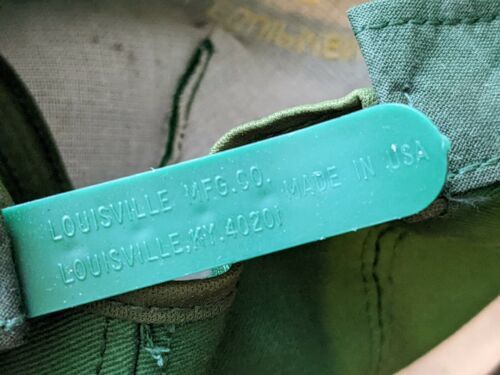 LOUISVILLE MFG.CO.
MADE IN USA
LOUISVILLE,KY.40201